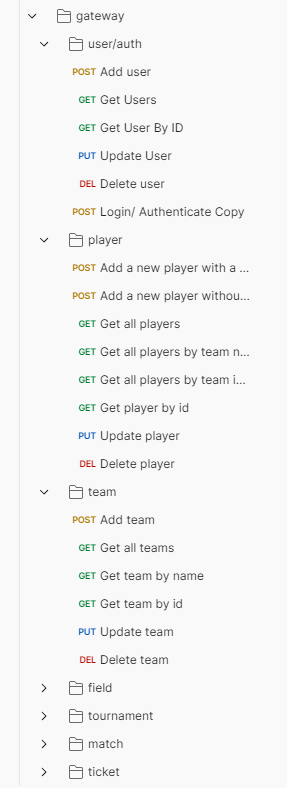 gateway
user/auth
POST Add user
GET Get Users
GET Get User By ID
PUT Update User
DEL Delete user
POST Login/ Authenticate Copy
player
POST Add a new player with a ...
POST Add a new player withou...
GET Get all players
GET Get all players by team n...
GET Get all players by team i...
GET Get player by id
PUT Update player
DEL Delete player
team
POST Add team
GET Get all teams
GET Get team by name
GET Get team by id
PUT Update team
DEL Delete team
field
tournament
match
ticket